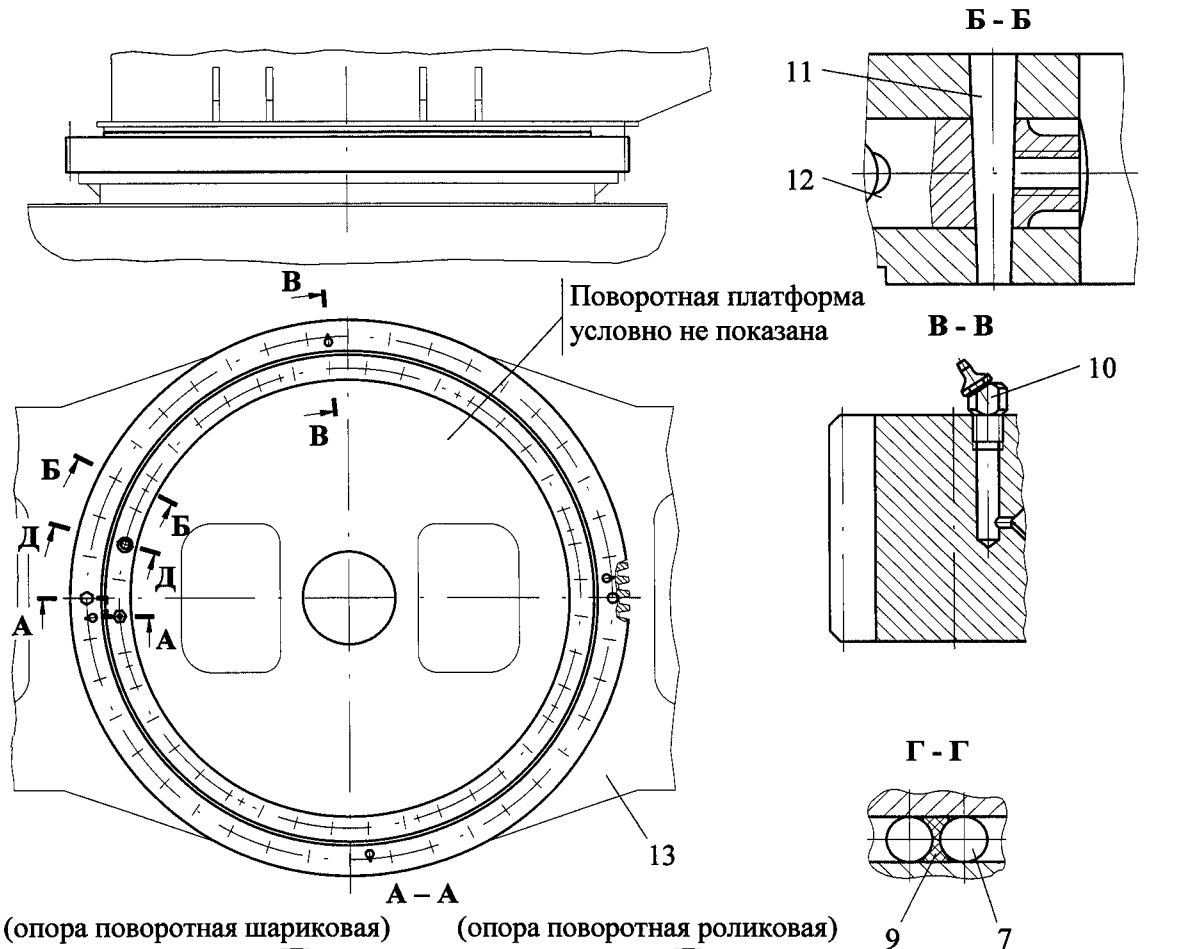 Б - Б
11
12
В
Поворотная платформа
условно не показана
В - В
10
В
Б
Б
Д
Д
А
А
Г - Г
13
А – А
(опора поворотная шариковая)
(опора поворотная роликовая)
9
7